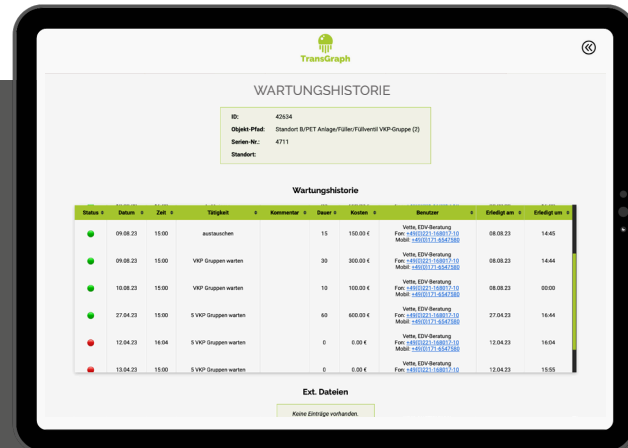 TransGraph
WARTUNGSHISTORIE
ID: 42634
Objekt-Pfad: Standort B/PET Anlage/Füller/Füllventil VKP-Gruppe (2)
Serien-Nr.: 4711
Standort:
Wartungshistorie
Status Datum Zeit Tätigkeit Kommentar Dauer Kosten Benutzer Erledigt am Erledigt um
Vette, EDV-Beratung
09.08.23 15:00 austauschen 15 150.00 € Fon: +49(0)221-168017-10 08.08.23 14:45
Mobil: +49(0)171-6547580
Vette, EDV-Beratung
09.08.23 15:00 VKP Gruppen warten 30 300.00 € Fon: +49(0)221-168017-10 08.08.23 14:44
Mobil: +49(0)171-6547580
Vette, EDV-Beratung
10.08.23 15:00 VKP Gruppen warten 10 100.00 € Fon: +49(0)221-168017-10 08.08.23 00:00
Mobil: +49(0)171-6547580
Vette, EDV-Beratung
27.04.23 15:00 5 VKP Gruppen warten 60 600.00 € Fon: +49(0)221-168017-10 27.04.23 16:44
Mobil: +49(0)171-6547580
Vette, EDV-Beratung
12.04.23 16:04 5 VKP Gruppen warten 0 0.00 € Fon: +49(0)221-168017-10 12.04.23 16:04
Mobil: +49(0)171-6547580
Vette, EDV-Beratung
13.04.23 15:00 5 VKP Gruppen warten 0 0.00 € Fon: +49(0)221-168017-10 12.04.23 15:55
Ext. Dateien
Keine Einträge vorhanden.